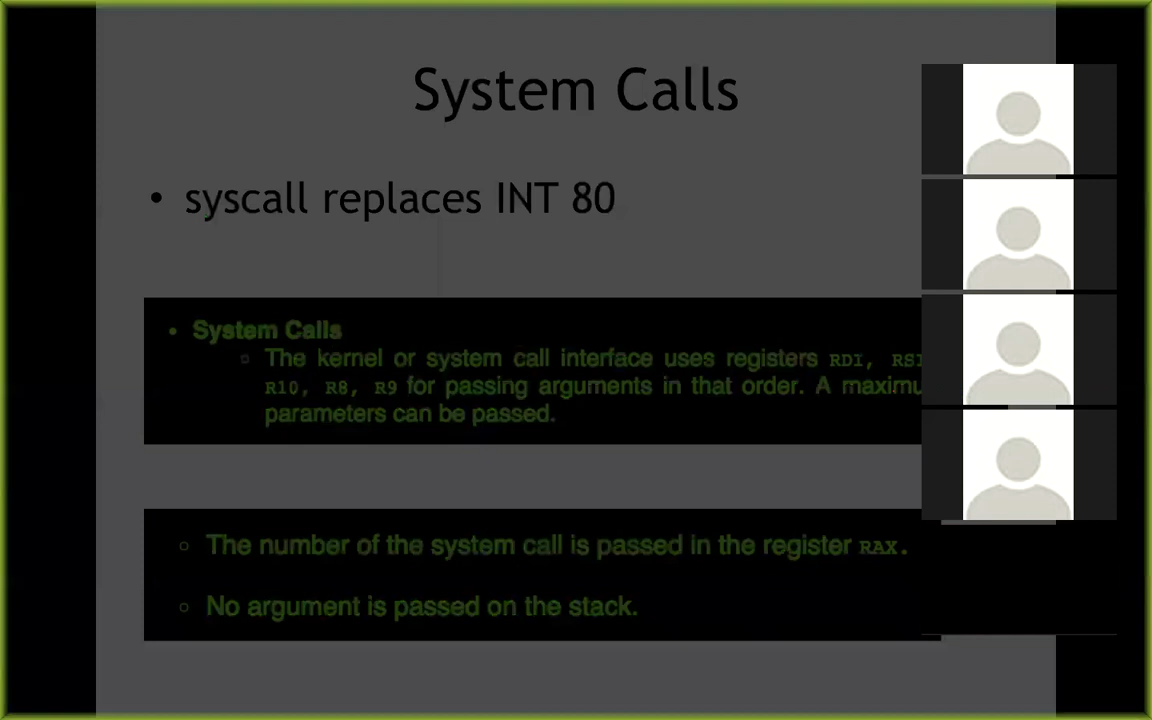 System Calls
• syscall replaces INT 80
• System Calls
○ The kernel or system call interface uses registers RDI,
R10, R8, R9 for passing arguments in that order. A
parameters can be passed.
○ The number of the system call is passed in the register RAX.
○ No argument is passed on the stack.